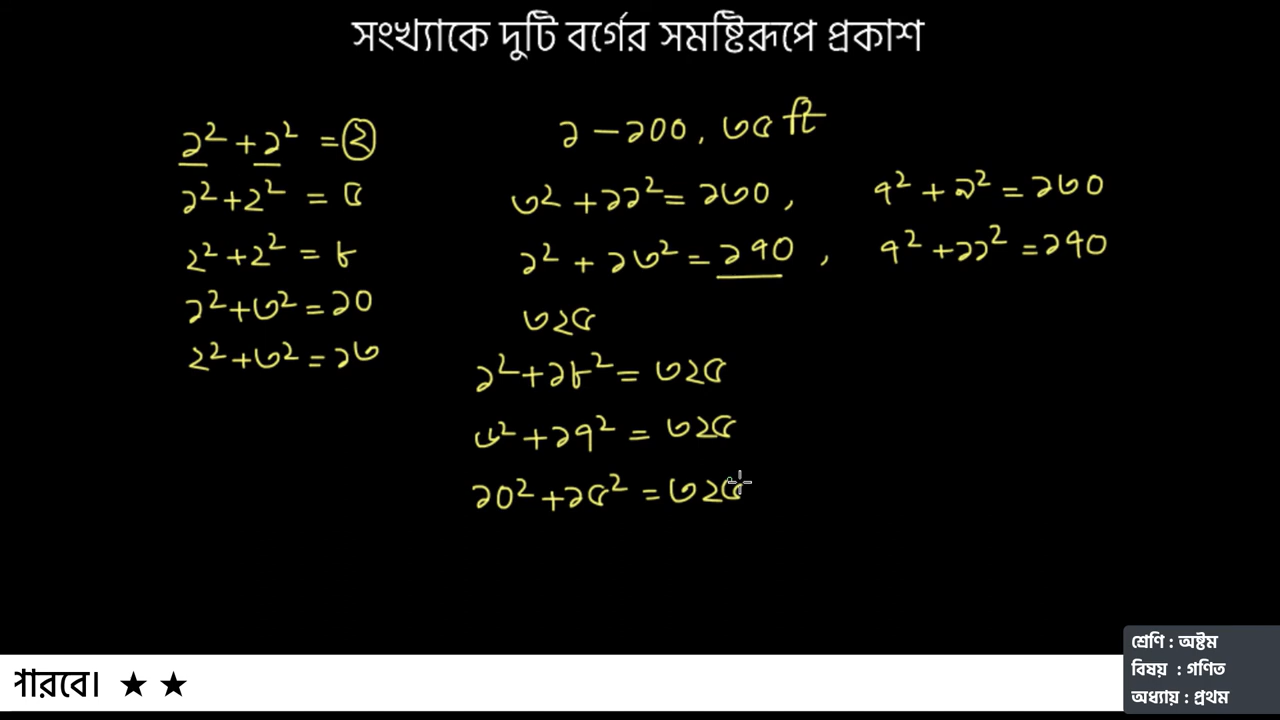 সংখ্যাকে দুটি বর্গের সমষ্টিরূপে প্রকাশ
১² + ১² = ২
১² + ২² = ৫
২² + ২² = ৮
১² + ৩² = ১০
২² + ৩² = ১৩
১ – ১০০, ৩৫ টি
৩² + ১১² = ১৩০, ৭² + ৯² = ১৩০
১² + ১৩² = ১৭০, ৭² + ১১² = ১৭০
৩২৫
১² + ১৮² = ৩২৫
৬² + ১৭² = ৩২৫
১০² + ১৫² = ৩২৫
পারবে। ★ ★
শ্রেণি : অষ্টম
বিষয় : গণিত
অধ্যায় : প্রথম